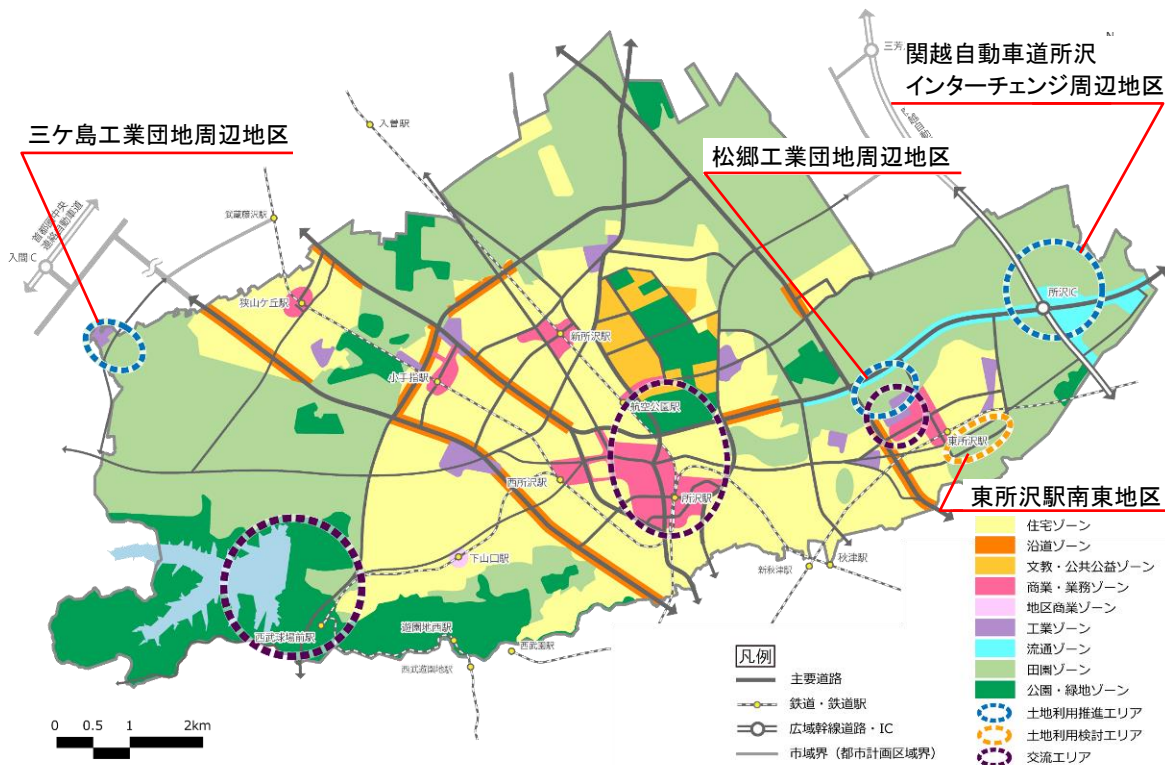 関越自動車道所沢
インターチェンジ周辺地区
三ケ島工業団地周辺地区
松郷工業団地周辺地区
入曽駅
武蔵藤沢駅
首都圏中央
連絡自動車道
入間IC
所沢IC
狭山ケ丘駅
新所沢駅
小手指駅
航空公園駅
東所沢駅
西所沢駅
所沢駅
東所沢駅南東地区
下山口駅
新秋津駅
秋津駅
西武球場前駅
遊園地西駅
西武園駅
西武遊園地駅
住宅ゾーン
沿道ゾーン
文教・公共公益ゾーン
商業・業務ゾーン
地区商業ゾーン
工業ゾーン
流通ゾーン
田園ゾーン
公園・緑地ゾーン
土地利用推進エリア
土地利用検討エリア
交流エリア
凡例
主要道路
鉄道・鉄道駅
広域幹線道路・IC
市域界（都市計画区域界）
0 0.5 1 2km